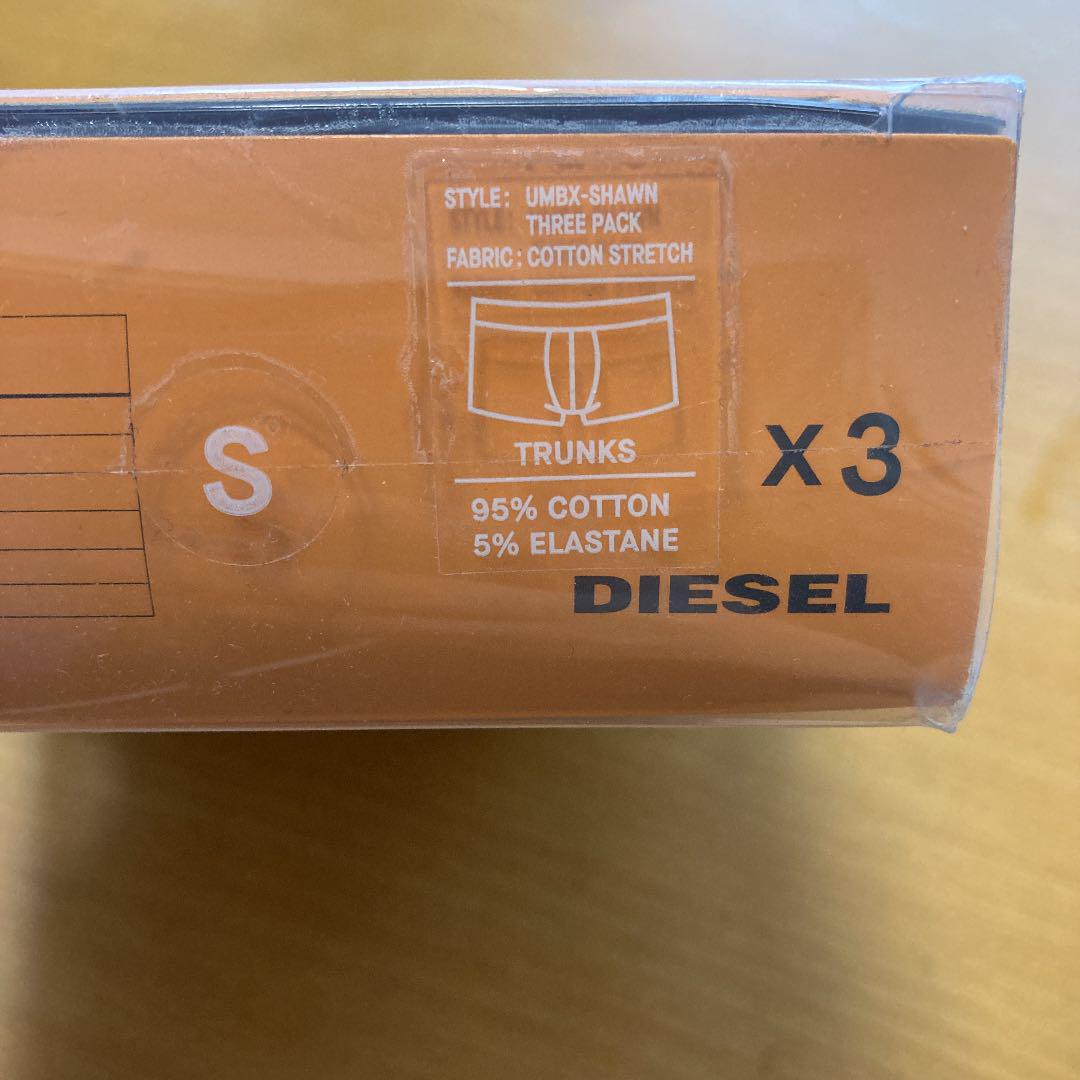 STYLE: UMBX-SHAWN
THREE PACK
FABRIC: COTTON STRETCH
TRUNKS
95% COTTON
5% ELASTANE
S
X3
DIESEL